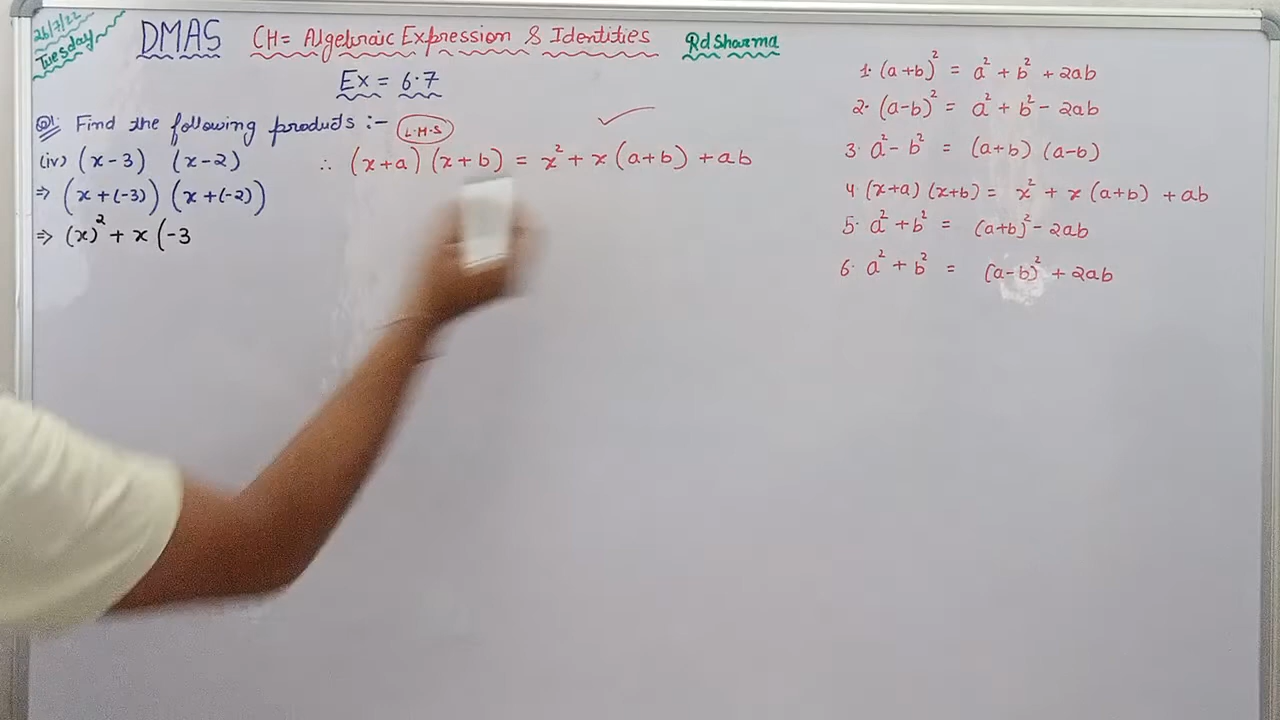 26/7/22
Tuesday
DMAS CH= Algebraic Expression & Identities Rd Sharma
Ex = 6.7
Q1. Find the following products :-
L.H.S
(iv) (x-3) (x-2) ∴ (x+a) (x+b) = x² + x (a+b) + ab
⇒ (x+(-3)) (x+(-2))
⇒ (x)² + x (-3
1. (a+b)² = a² + b² + 2ab
2. (a-b)² = a² + b² - 2ab
3. a² - b² = (a+b) (a-b)
4. (x+a) (x+b) = x² + x (a+b) + ab
5. a² + b² = (a+b)² - 2ab
6. a² + b² = (a-b)² + 2ab